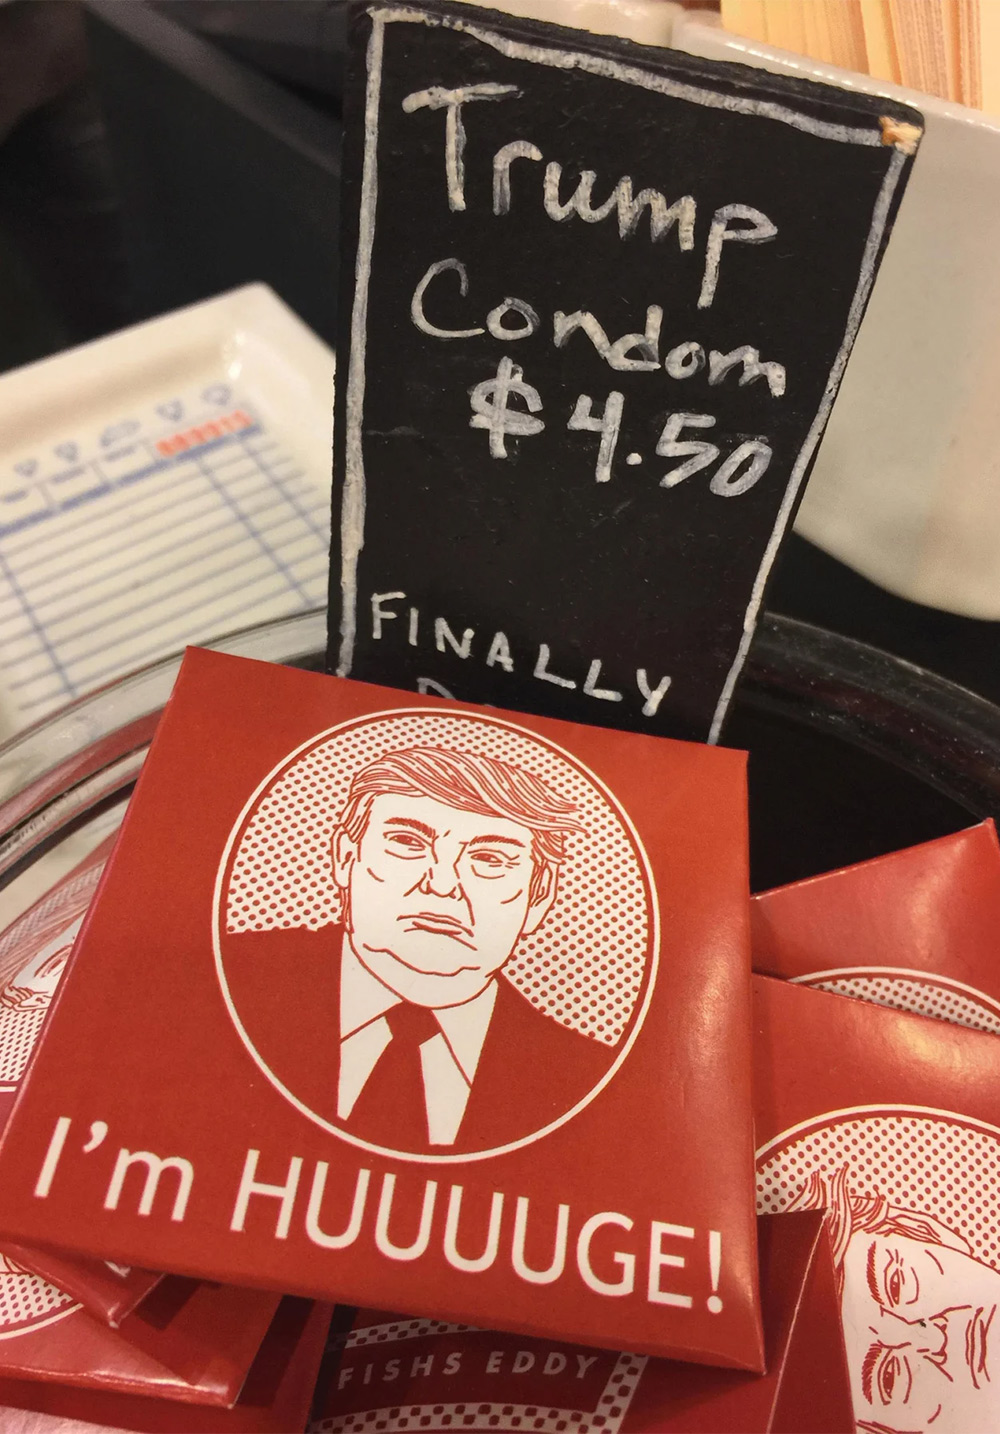 Trump
Condom
$4.50
FINALLY
I'm HUUUUGE!
FISHS EDDY